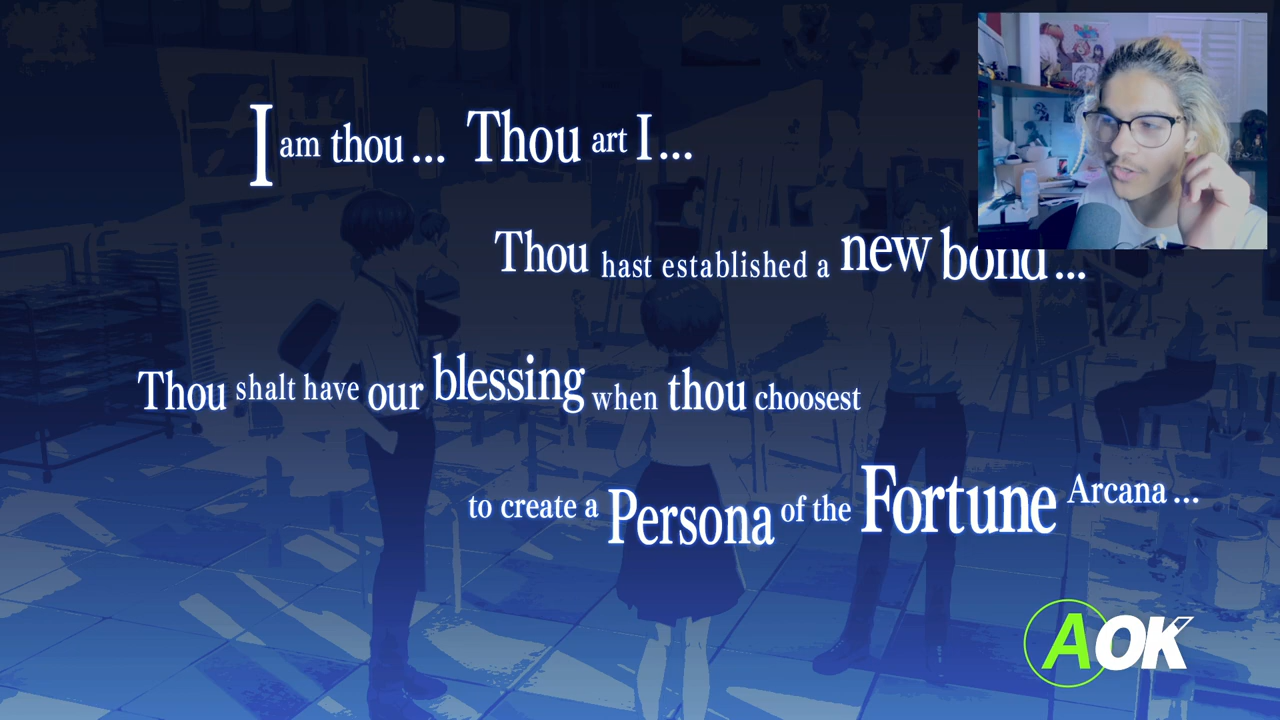 I am thou... Thou art I...
Thou hast established a new bond...
Thou shalt have our blessing when thou choosest
to create a Persona of the Fortune Arcana...
A OK